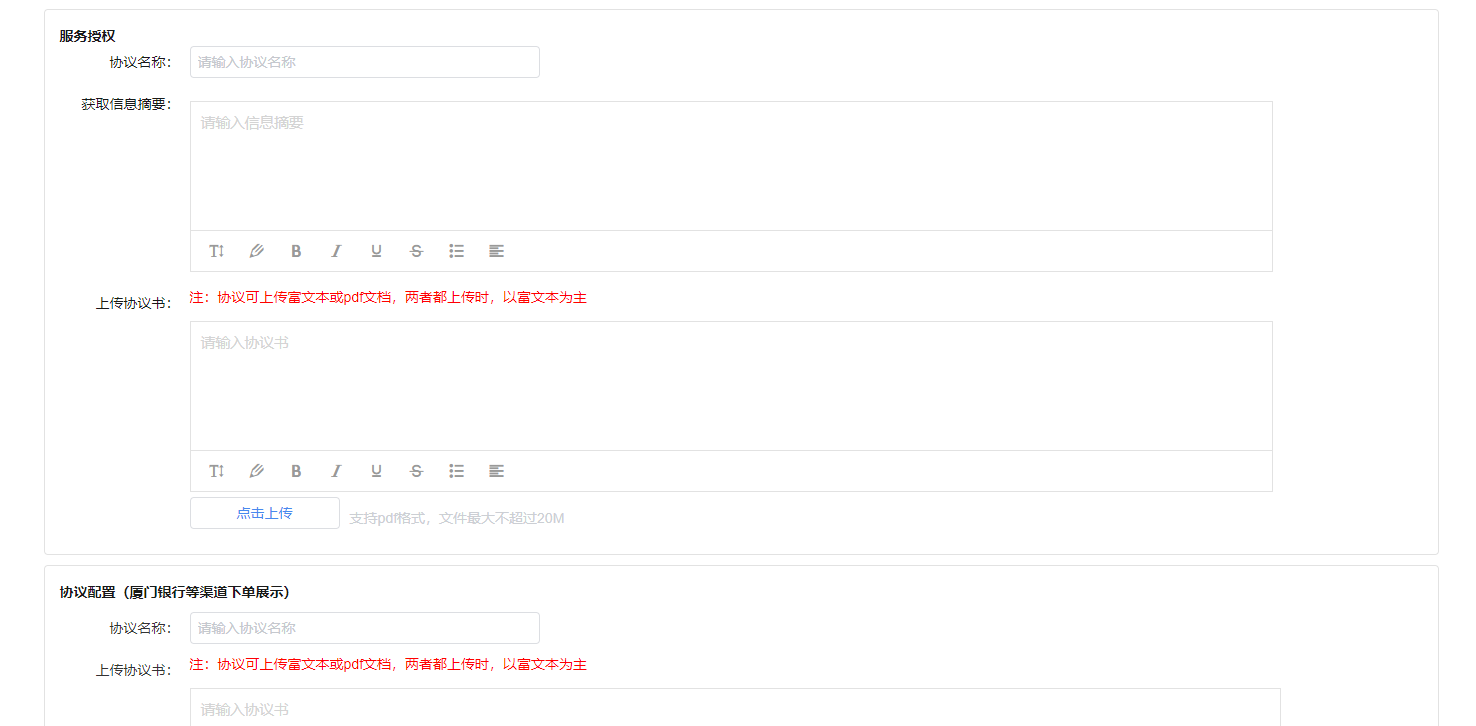 服务授权
协议名称：
请输入协议名称
获取信息摘要：
请输入信息摘要
上传协议书：
注：协议可上传富文本或pdf文档，两者都上传时，以富文本为主
请输入协议书
点击上传
支持pdf格式，文件最大不超过20M
协议配置（厦门银行等渠道下单展示）
协议名称：
请输入协议名称
上传协议书：
注：协议可上传富文本或pdf文档，两者都上传时，以富文本为主
请输入协议书